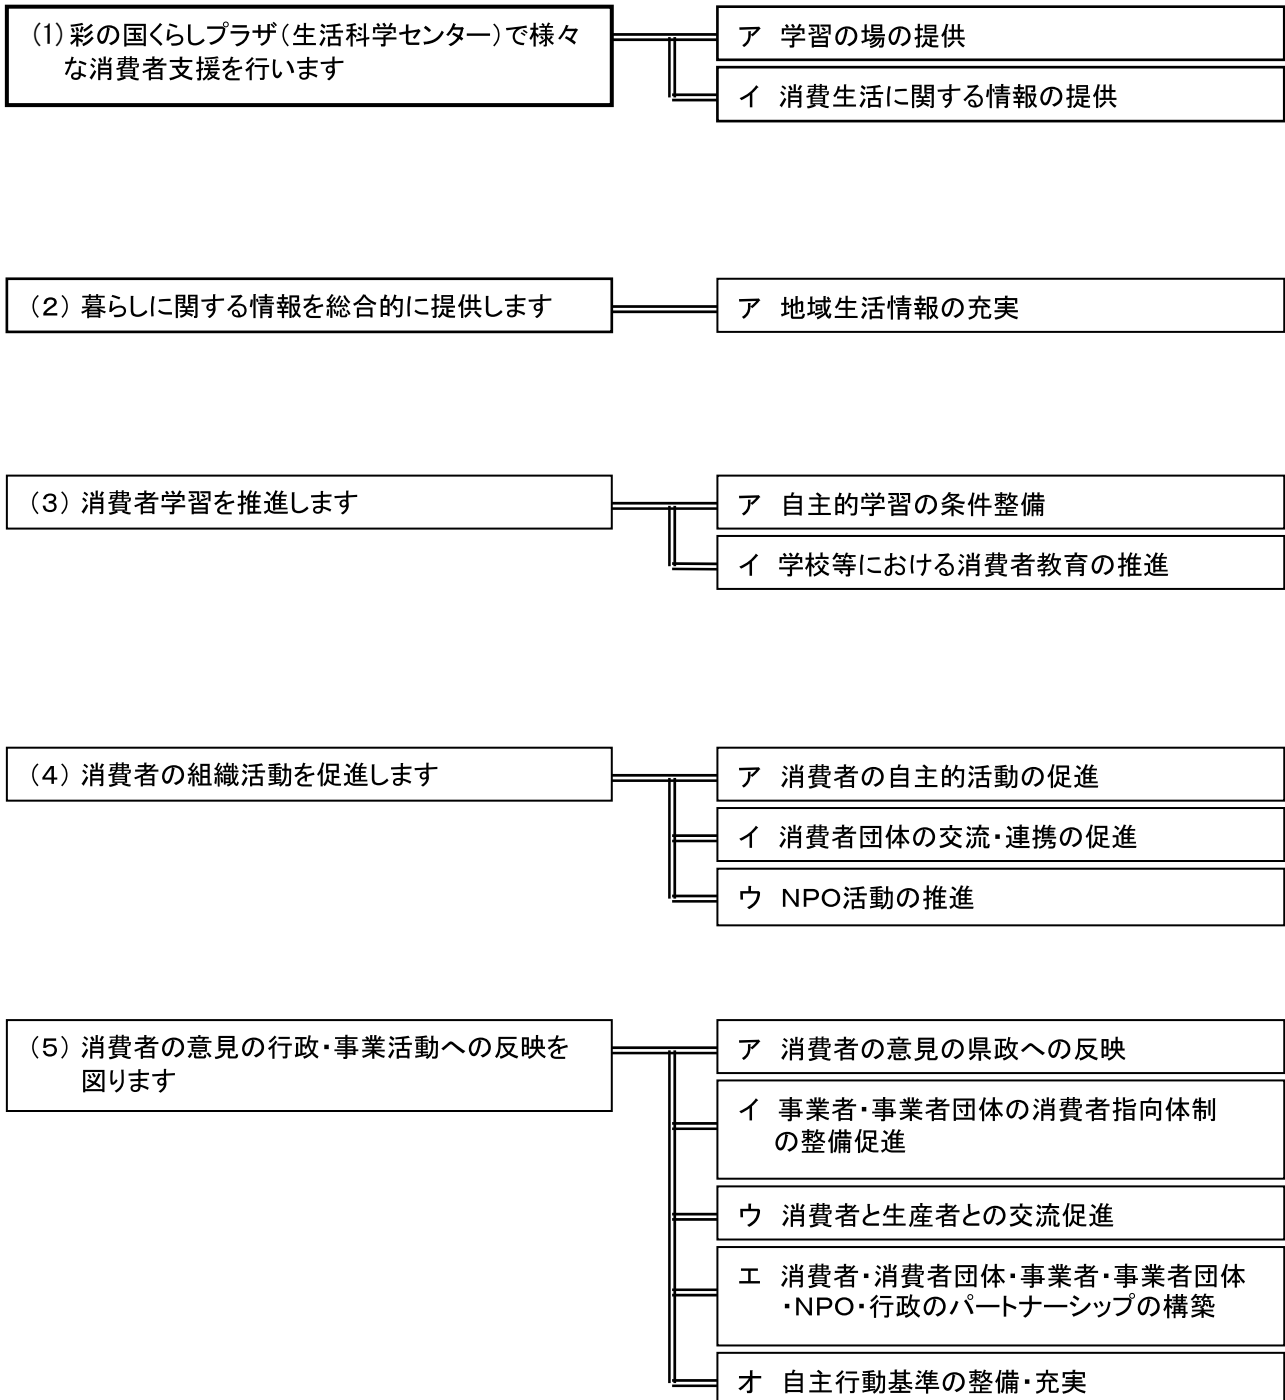 (1)彩の国くらしプラザ(生活科学センター)で様々
な消費者支援を行います
ア 学習の場の提供
イ 消費生活に関する情報の提供
(2)暮らしに関する情報を総合的に提供します
ア 地域生活情報の充実
(3)消費者学習を推進します
ア 自主的学習の条件整備
イ 学校等における消費者教育の推進
(4)消費者の組織活動を促進します
ア 消費者の自主的活動の促進
イ 消費者団体の交流・連携の促進
ウ NPO活動の推進
(5)消費者の意見の行政・事業活動への反映を
図ります
ア 消費者の意見の県政への反映
イ 事業者・事業者団体の消費者指向体制
の整備促進
ウ 消費者と生産者との交流促進
エ 消費者・消費者団体・事業者・事業者団体
・NPO・行政のパートナーシップの構築
オ 自主行動基準の整備・充実